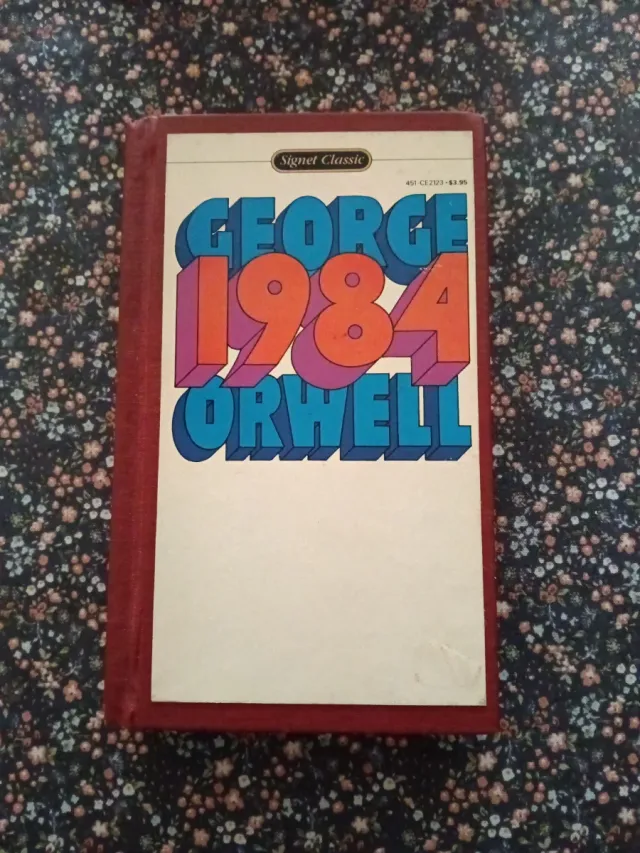 Signet Classic
451-CE2123•$3.95
GEORGE
1984
ORWELL